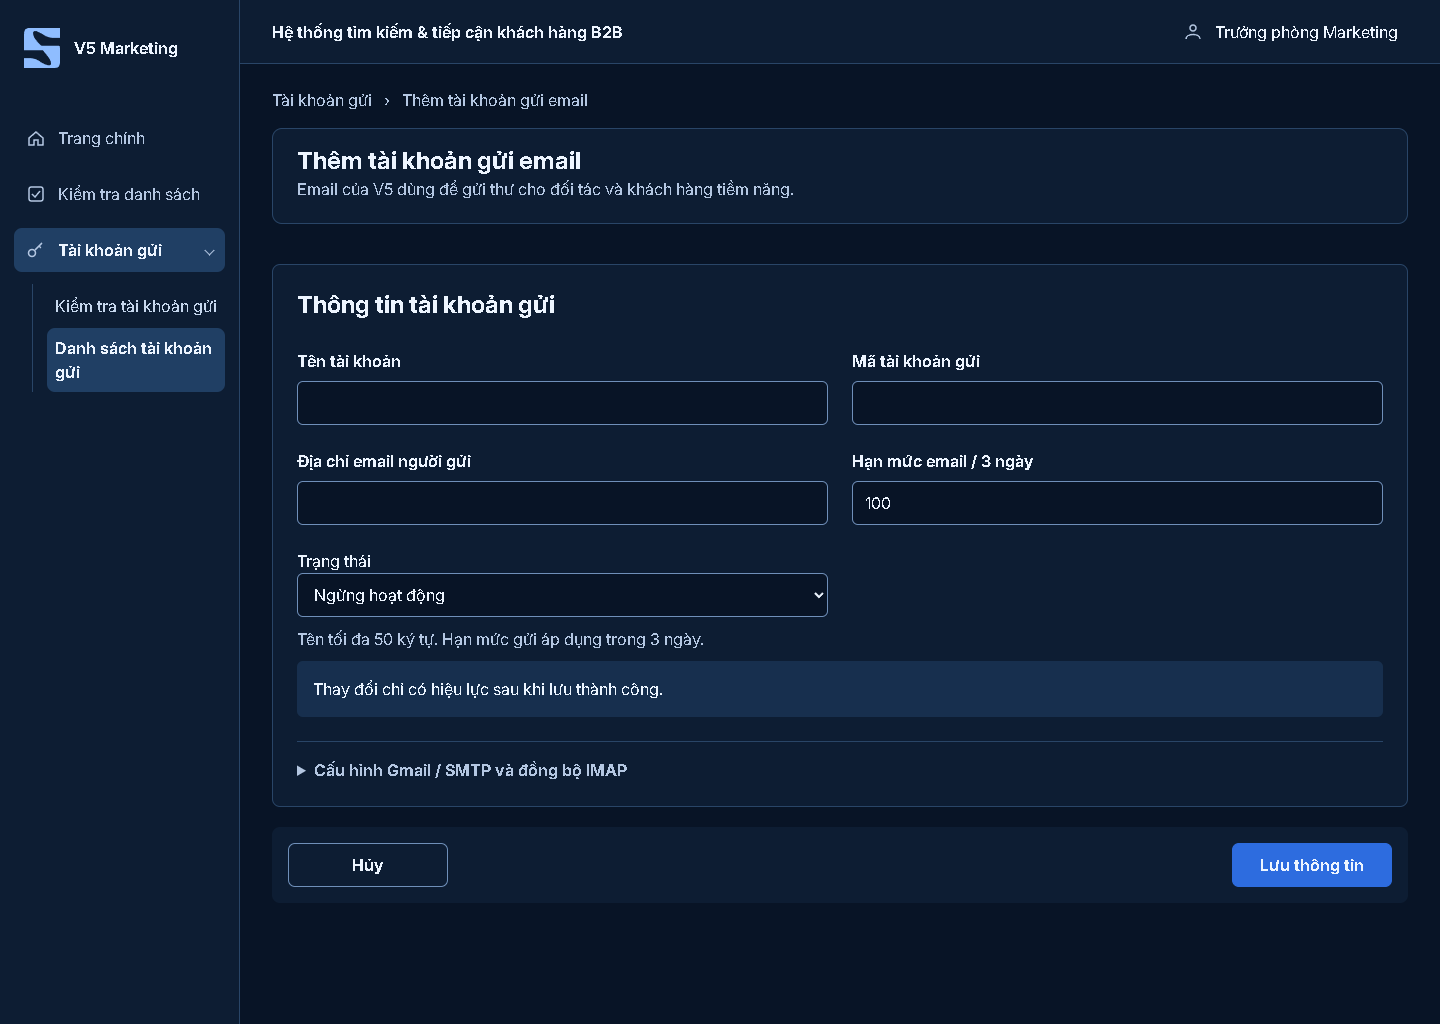 V5 Marketing
Hệ thống tìm kiếm & tiếp cận khách hàng B2B
Trưởng phòng Marketing
Trang chính
Kiểm tra danh sách
Tài khoản gửi
Kiểm tra tài khoản gửi
Danh sách tài khoản
gửi
Tài khoản gửi › Thêm tài khoản gửi email
Thêm tài khoản gửi email
Email của V5 dùng để gửi thư cho đối tác và khách hàng tiềm năng.
Thông tin tài khoản gửi
Tên tài khoản
Mã tài khoản gửi
Địa chỉ email người gửi
Hạn mức email / 3 ngày
100
Trạng thái
Ngừng hoạt động
Tên tối đa 50 ký tự. Hạn mức gửi áp dụng trong 3 ngày.
Thay đổi chỉ có hiệu lực sau khi lưu thành công.
Cấu hình Gmail / SMTP và đồng bộ IMAP
Hủy
Lưu thông tin